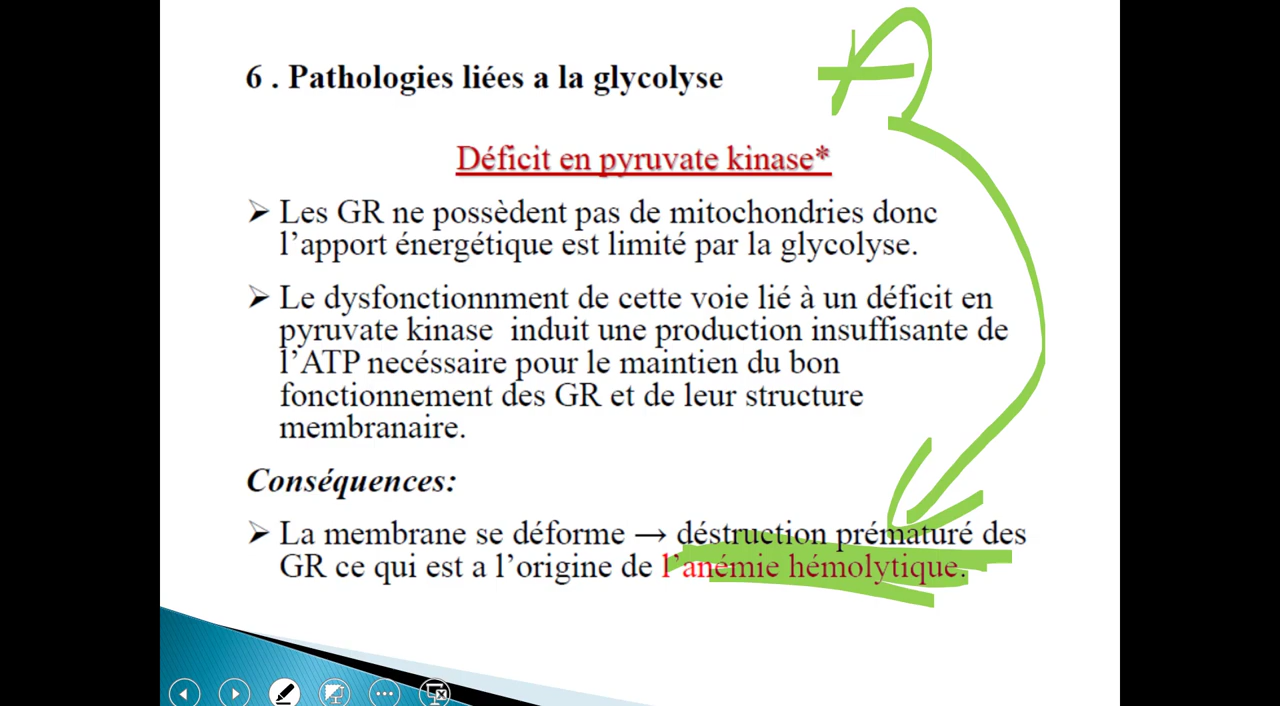 6 . Pathologies liées a la glycolyse
Déficit en pyruvate kinase*
➢ Les GR ne possèdent pas de mitochondries donc
l’apport énergétique est limité par la glycolyse.
➢ Le dysfonctionnment de cette voie lié à un déficit en
pyruvate kinase induit une production insuffisante de
l’ATP necéssaire pour le maintien du bon
fonctionnement des GR et de leur structure
membranaire.
Conséquences:
➢ La membrane se déforme → déstruction prématuré des
GR ce qui est a l’origine de l’anémie hémolytique.